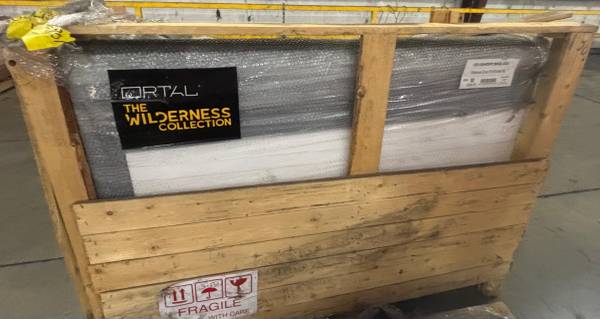 ORTAL
THE
WILDERNESS
COLLECTION
FRAGILE
WITH CARE